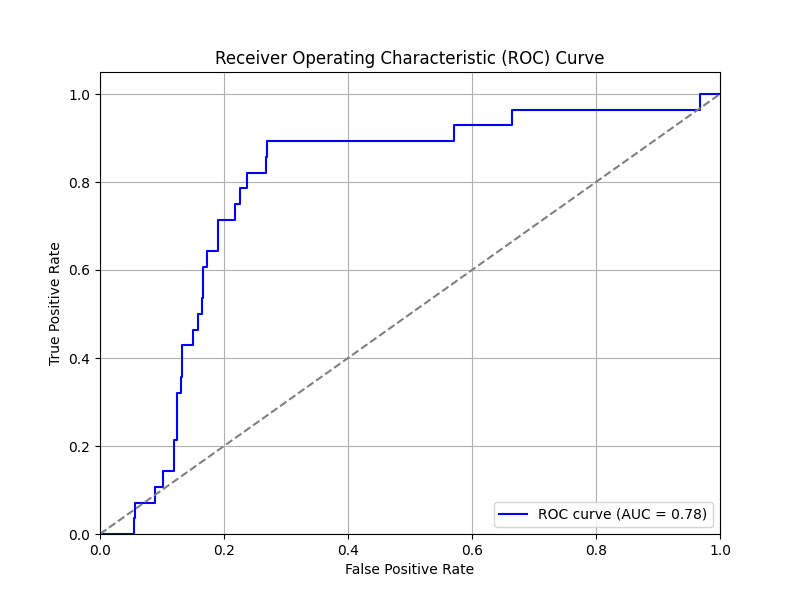 Receiver Operating Characteristic (ROC) Curve
True Positive Rate
1.0
0.8
0.6
0.4
0.2
0.0
0.0 0.2 0.4 0.6 0.8 1.0
False Positive Rate
ROC curve (AUC = 0.78)